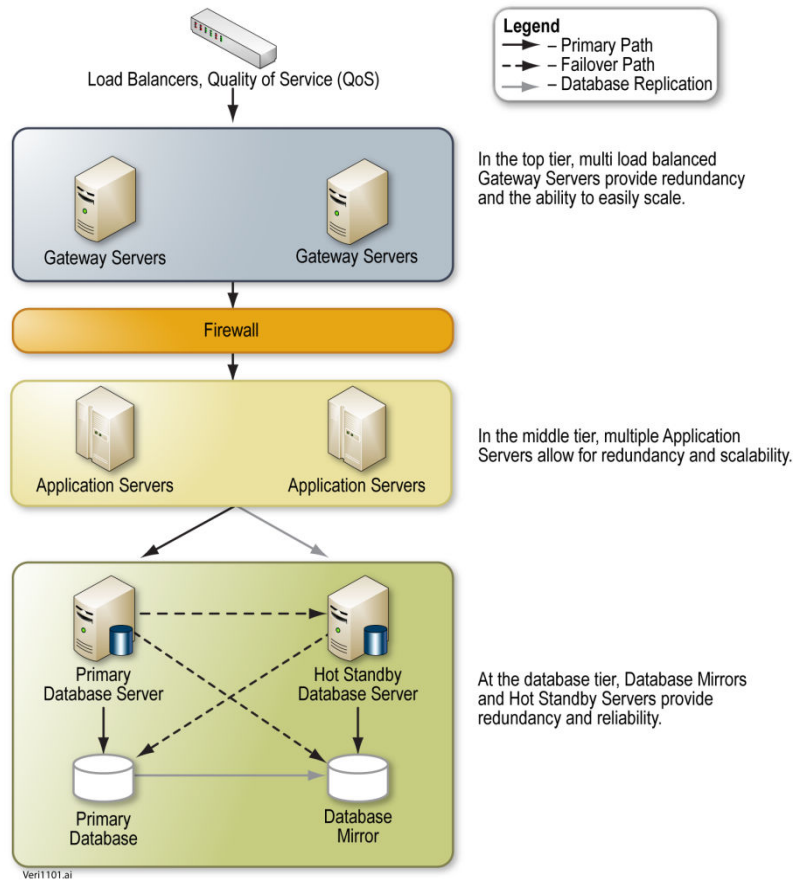 Legend
– Primary Path
– Failover Path
– Database Replication
Load Balancers, Quality of Service (QoS)
In the top tier, multi load balanced
Gateway Servers provide redundancy
and the ability to easily scale.
Gateway Servers
Gateway Servers
Firewall
In the middle tier, multiple Application
Servers allow for redundancy and scalability.
Application Servers
Application Servers
Primary
Database Server
Hot Standby
Database Server
At the database tier, Database Mirrors
and Hot Standby Servers provide
redundancy and reliability.
Primary
Database
Database
Mirror
Veri1101.ai